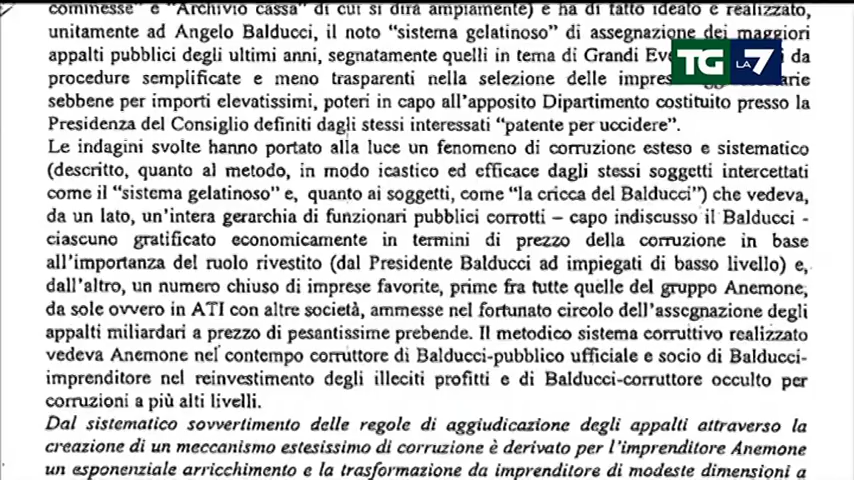 commesse" e "Archivio cassa" di cui si dirà ampiamente) e ha di fatto ideato e realizzato,
unitamente ad Angelo Balducci, il noto "sistema gelatinoso" di assegnazione dei maggiori
appalti pubblici degli ultimi anni, segnatamente quelli in tema di Grandi da
TG LA7
procedure semplificate e meno trasparenti nella selezione delle
sebbene per importi elevatissimi, poteri in capo all'apposito Dipartimento costituito presso la
Presidenza del Consiglio definiti dagli stessi interessati "patente per uccidere".
Le indagini svolte hanno portato alla luce un fenomeno di corruzione esteso e sistematico
(descritto, quanto al metodo, in modo icastico ed efficace dagli stessi soggetti intercettati
come il "sistema gelatinoso" e, quanto ai soggetti, come "la cricca del Balducci") che vedeva,
da un lato, un'intera gerarchia di funzionari pubblici corrotti – capo indiscusso il Balducci -
ciascuno gratificato economicamente in termini di prezzo della corruzione in base
all'importanza del ruolo rivestito (dal Presidente Balducci ad impiegati di basso livello) e,
dall'altro, un numero chiuso di imprese favorite, prime fra tutte quelle del gruppo Anemone,
da sole ovvero in ATI con altre società, ammesse nel fortunato circolo dell'assegnazione degli
appalti miliardari a prezzo di pesantissime prebende. Il metodico sistema corruttivo realizzato
vedeva Anemone nel contempo corruttore di Balducci-pubblico ufficiale e socio di Balducci-
imprenditore nel reinvestimento degli illeciti profitti e di Balducci-corruttore occulto per
corruzioni a più alti livelli.
Dal sistematico sovvertimento delle regole di aggiudicazione degli appalti attraverso la
creazione di un meccanismo estesissimo di corruzione è derivato per l'imprenditore Anemone
un esponenziale arricchimento e la trasformazione da imprenditore di modeste dimensioni a